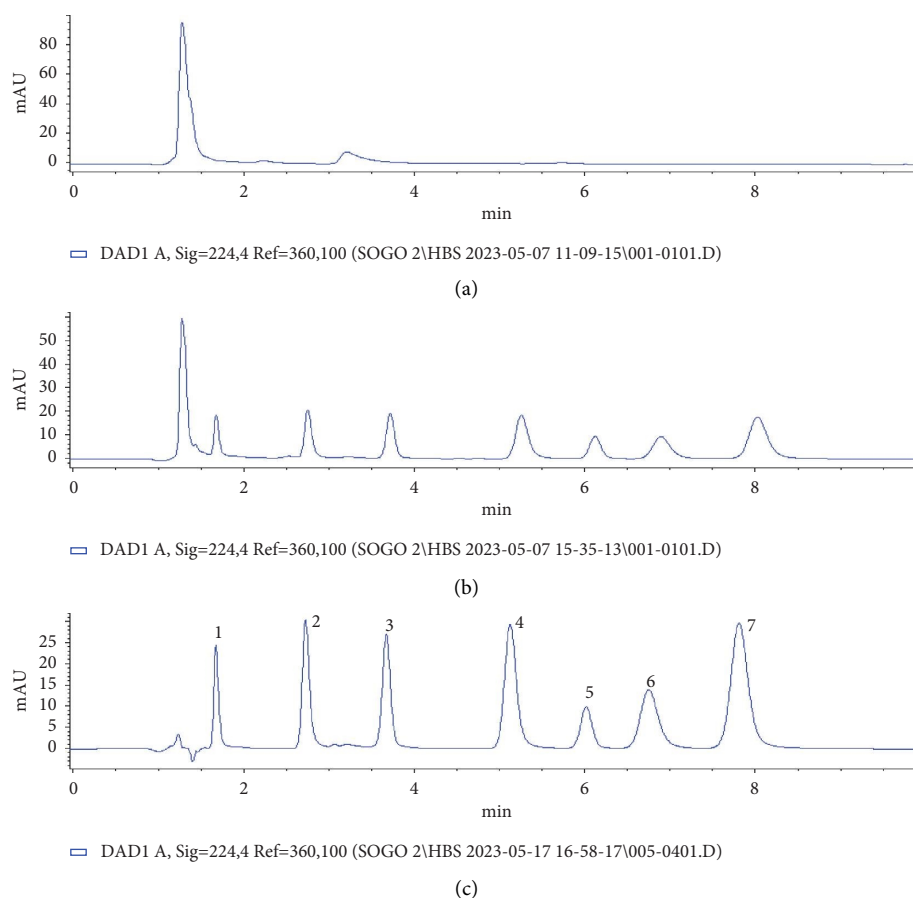 80
60
40
20
0
mAU
0 2 4 6 8
min
DAD1 A, Sig=224,4 Ref=360,100 (SOGO 2\HBS 2023-05-07 11-09-15\001-0101.D)
(a)
50
40
30
20
10
0
mAU
0 2 4 6 8
min
DAD1 A, Sig=224,4 Ref=360,100 (SOGO 2\HBS 2023-05-07 15-35-13\001-0101.D)
(b)
25
20
15
10
5
0
mAU
1 2 3 4 5 6 7
0 2 4 6 8
min
DAD1 A, Sig=224,4 Ref=360,100 (SOGO 2\HBS 2023-05-17 16-58-17\005-0401.D)
(c)